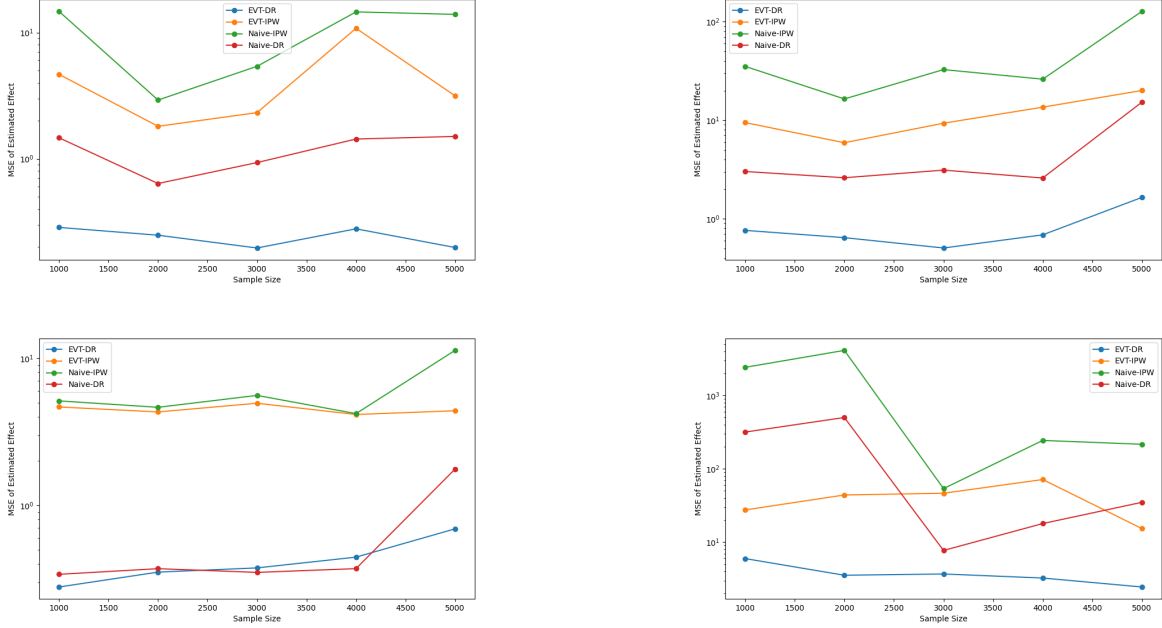 EVT-DR
EVT-IPW
Naive-IPW
Naive-DR
MSE of Estimated Effect
10¹
10⁰
1000 1500 2000 2500 3000 3500 4000 4500 5000
Sample Size
EVT-DR
EVT-IPW
Naive-IPW
Naive-DR
MSE of Estimated Effect
10²
10¹
10⁰
1000 1500 2000 2500 3000 3500 4000 4500 5000
Sample Size
EVT-DR
EVT-IPW
Naive-IPW
Naive-DR
MSE of Estimated Effect
10¹
10⁰
1000 1500 2000 2500 3000 3500 4000 4500 5000
Sample Size
EVT-DR
EVT-IPW
Naive-IPW
Naive-DR
MSE of Estimated Effect
10³
10²
10¹
1000 1500 2000 2500 3000 3500 4000 4500 5000
Sample Size